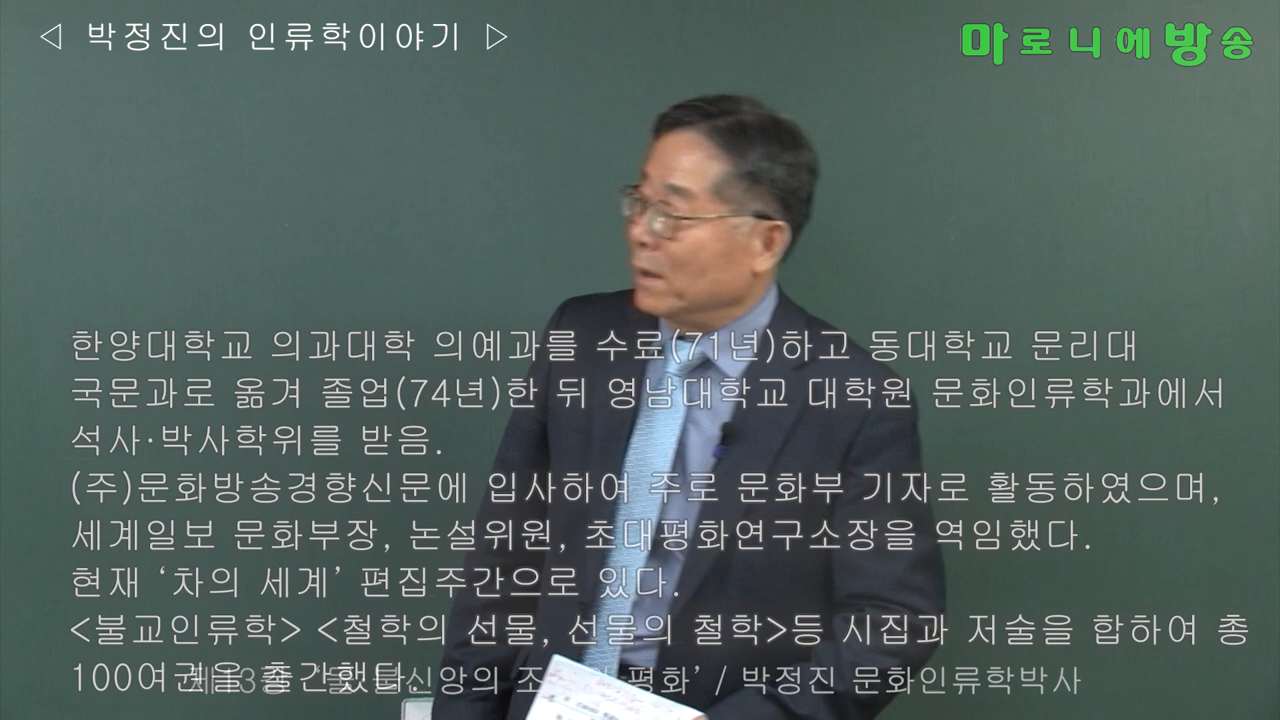 ◁ 박정진의 인류학이야기 ▷
마로니에방송
한양대학교 의과대학 의예과를 수료(71년)하고 동대학교 문리대
국문과로 옮겨 졸업(74년)한 뒤 영남대학교 대학원 문화인류학과에서
석사·박사학위를 받음.
(주)문화방송경향신문에 입사하여 주로 문화부 기자로 활동하였으며,
세계일보 문화부장, 논설위원, 초대평화연구소장을 역임했다.
현재 ‘차의 세계’ 편집주간으로 있다.
<불교인류학> <철학의 선물, 선물의 철학>등 시집과 저술을 합하여 총
100여권을 출간했다.
평화’ / 박정진 문화인류학박사